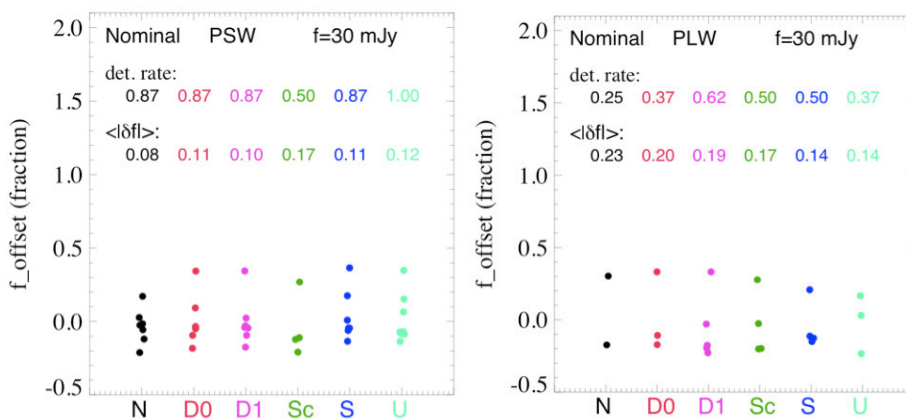 Nominal PSW f=30 mJy
det. rate:
0.87 0.87 0.87 0.50 0.87 1.00
<|δf|>:
0.08 0.11 0.10 0.17 0.11 0.12
2.0
1.5
1.0
0.5
0.0
-0.5
f_offset (fraction)
N D0 D1 Sc S U
Nominal PLW f=30 mJy
det. rate:
0.25 0.37 0.62 0.50 0.50 0.37
<|δf|>:
0.23 0.20 0.19 0.17 0.14 0.14
2.0
1.5
1.0
0.5
0.0
-0.5
f_offset (fraction)
N D0 D1 Sc S U